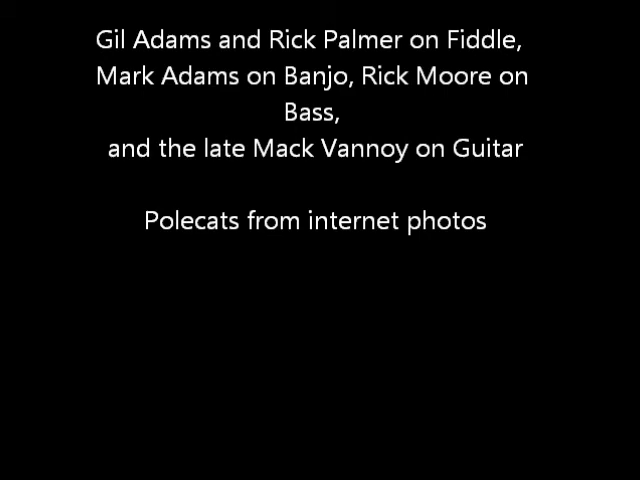 Gil Adams and Rick Palmer on Fiddle,
Mark Adams on Banjo, Rick Moore on
Bass,
and the late Mack Vannoy on Guitar
Polecats from internet photos